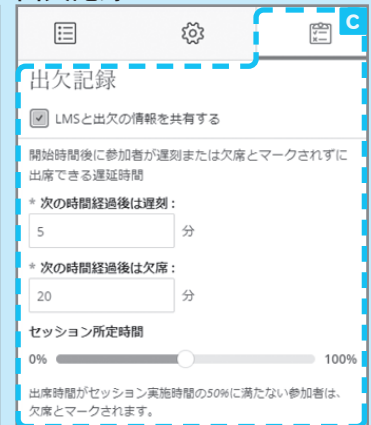 C
出欠記録
LMSと出欠の情報を共有する
開始時間後に参加者が遅刻または欠席とマークされずに
出席できる遅延時間
* 次の時間経過後は遅刻：
5 分
* 次の時間経過後は欠席：
20 分
セッション所定時間
0% 100%
出席時間がセッション実施時間の50%に満たない参加者は、
欠席とマークされます。